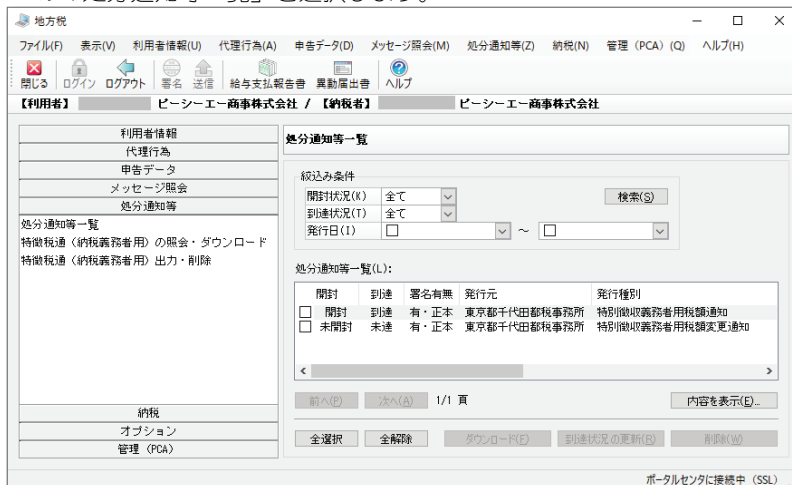 地方税
ファイル(F) 表示(V) 利用者情報(U) 代理行為(A) 申告データ(D) メッセージ照会(M) 処分通知等(Z) 納税(N) 管理（PCA）(Q) ヘルプ(H)
閉じる ログイン ログアウト 署名 送信 給与支払報告書 異動届出書 ヘルプ
【利用者】 ピーシーエー商事株式会社 / 【納税者】 ピーシーエー商事株式会社
利用者情報
代理行為
申告データ
メッセージ照会
処分通知等
処分通知等一覧
特徴税通（納税義務者用）の照会・ダウンロード
特徴税通（納税義務者用）出力・削除
納税
オプション
管理（PCA）
処分通知等一覧
絞込み条件
開封状況(K) 全て 検索(S)
到達状況(T) 全て
発行日(I) ～
処分通知等一覧(L):
開封 到達 署名有無 発行元 発行種別
開封 到達 有・正本 東京都千代田都税事務所 特別徴収義務者用税額通知
未開封 未達 有・正本 東京都千代田都税事務所 特別徴収義務者用税額変更通知
前へ(P) 次へ(A) 1/1 頁 内容を表示(E)...
全選択 全解除 ダウンロード(F) 到達状況の更新(R) 削除(W)
ポータルセンタに接続中（SSL）